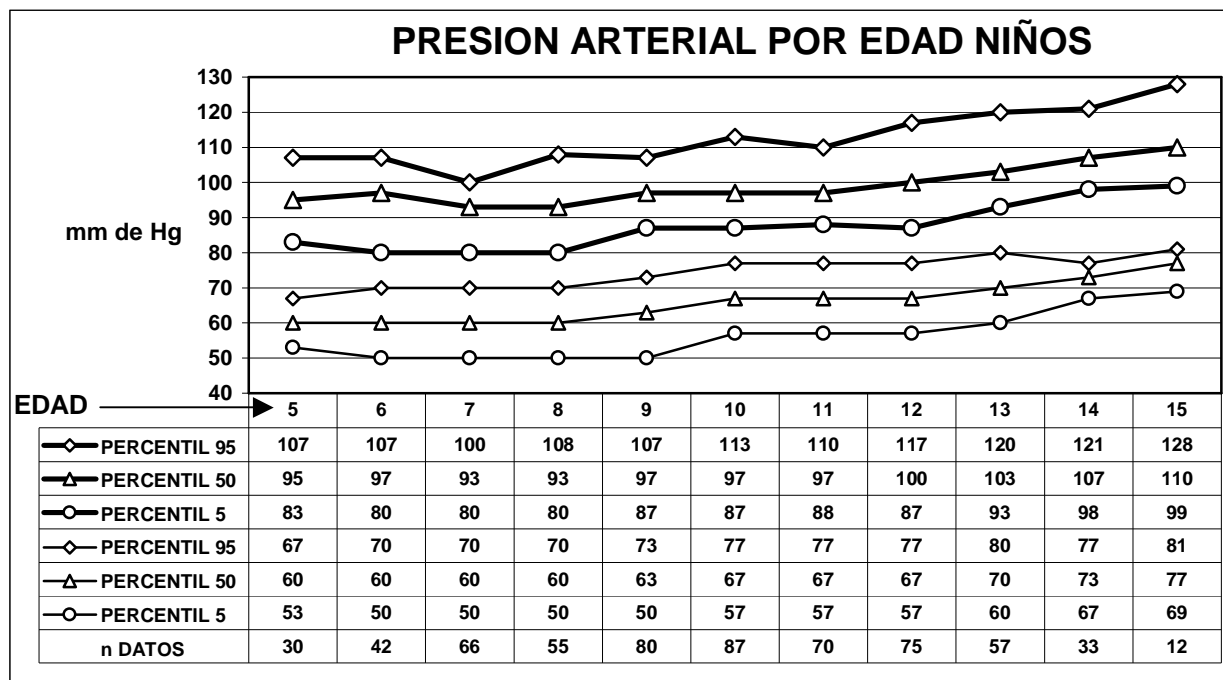 PRESION ARTERIAL POR EDAD NIÑOS
130
120
110
100
90
80
70
60
50
40
mm de Hg
EDAD 5 6 7 8 9 10 11 12 13 14 15
PERCENTIL 95 107 107 100 108 107 113 110 117 120 121 128
PERCENTIL 50 95 97 93 93 97 97 97 100 103 107 110
PERCENTIL 5 83 80 80 80 87 87 88 87 93 98 99
PERCENTIL 95 67 70 70 70 73 77 77 77 80 77 81
PERCENTIL 50 60 60 60 60 63 67 67 67 70 73 77
PERCENTIL 5 53 50 50 50 50 57 57 57 60 67 69
n DATOS 30 42 66 55 80 87 70 75 57 33 12